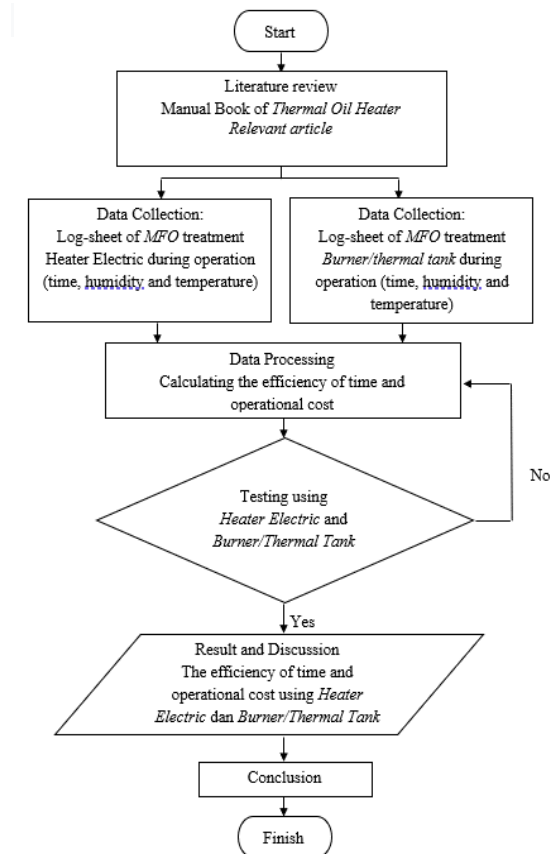 Start
Literature review
Manual Book of Thermal Oil Heater
Relevant article
Data Collection:
Log-sheet of MFO treatment
Heater Electric during operation
(time, humidity and temperature)
Data Collection:
Log-sheet of MFO treatment
Burner/thermal tank during
operation (time, humidity and
temperature)
Data Processing
Calculating the efficiency of time and
operational cost
No
Testing using
Heater Electric and
Burner/Thermal Tank
Yes
Result and Discussion
The efficiency of time and
operational cost using Heater
Electric dan Burner/Thermal Tank
Conclusion
Finish